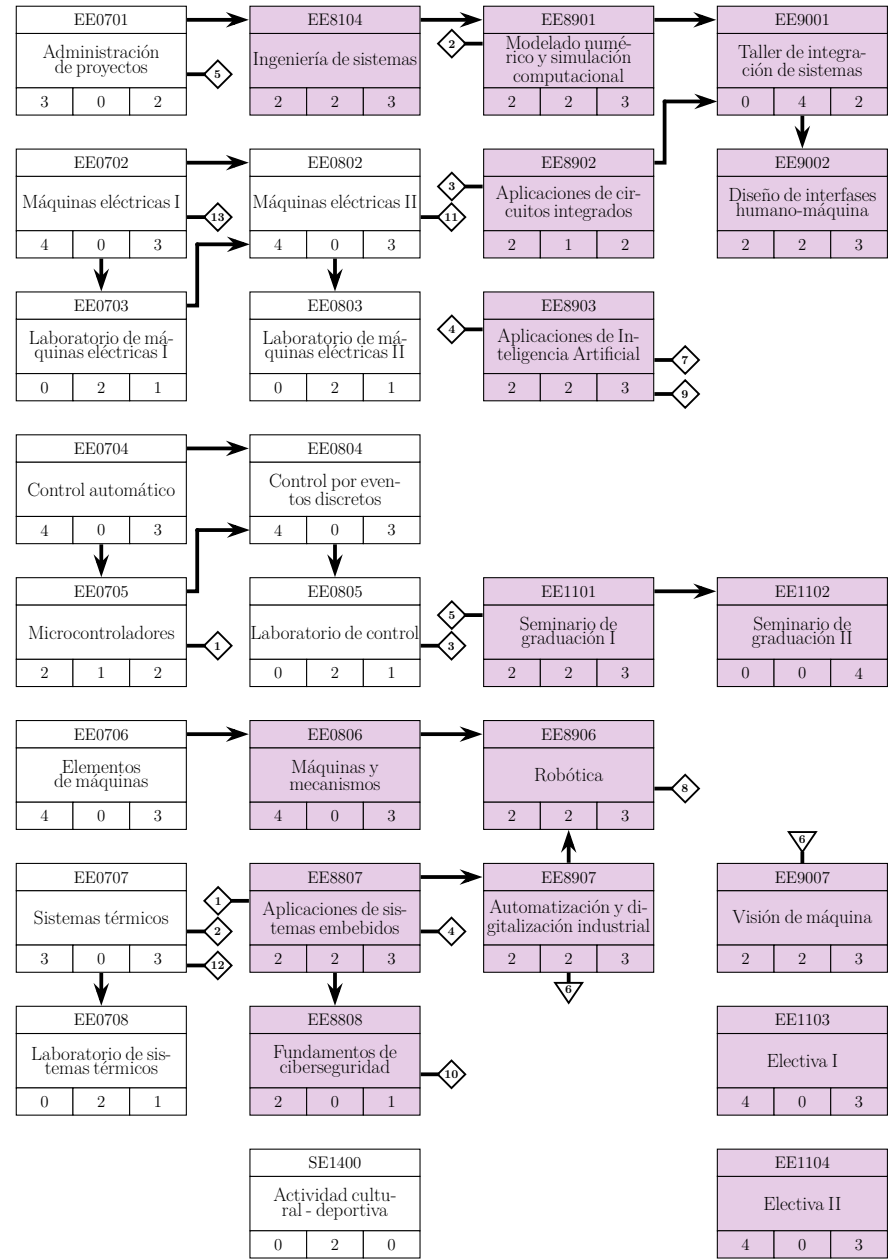 EE0701
Administración
de proyectos
5
3 0 2
EE8104
Ingeniería de sistemas
2 2 3
EE8901
2
Modelado numé-
rico y simulación
computacional
2 2 3
EE9001
Taller de integra-
ción de sistemas
0 4 2
EE0702
Máquinas eléctricas I
13
4 0 3
EE0802
Máquinas eléctricas II
11
4 0 3
EE8902
3
Aplicaciones de cir-
cuitos integrados
2 1 2
EE9002
Diseño de interfases
humano-máquina
2 2 3
EE0703
Laboratorio de má-
quinas eléctricas I
0 2 1
EE0803
Laboratorio de má-
quinas eléctricas II
0 2 1
EE8903
4
Aplicaciones de In-
teligencia Artificial
7
2 2 3
9
EE0704
Control automático
4 0 3
EE0804
Control por even-
tos discretos
4 0 3
EE0705
Microcontroladores
1
2 1 2
EE0805
Laboratorio de control
3
0 2 1
EE1101
5
Seminario de
graduación I
2 2 3
EE1102
Seminario de
graduación II
0 0 4
EE0706
Elementos
de máquinas
4 0 3
EE0806
Máquinas y
mecanismos
4 0 3
EE8906
Robótica
8
2 2 3
EE0707
Sistemas térmicos
2
3 0 3
12
EE8807
1
Aplicaciones de sis-
temas embebidos
4
2 2 3
EE8907
Automatización y di-
gitalización industrial
2 2 3
6
6
EE9007
Visión de máquina
2 2 3
EE0708
Laboratorio de sis-
temas térmicos
0 2 1
EE8808
Fundamentos de
ciberseguridad
10
2 0 1
EE1103
Electiva I
4 0 3
SE1400
Actividad cultu-
ral - deportiva
0 2 0
EE1104
Electiva II
4 0 3